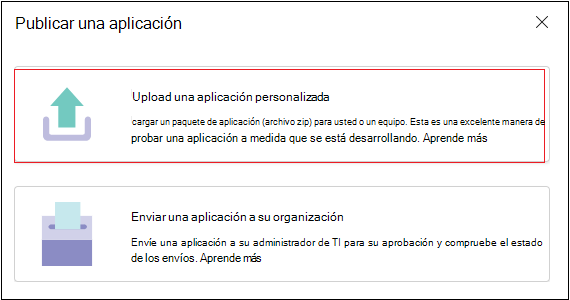 Publicar una aplicación
Upload una aplicación personalizada
cargar un paquete de aplicación (archivo zip) para usted o un equipo. Esta es una excelente manera de
probar una aplicación a medida que se está desarrollando. Aprende más
Enviar una aplicación a su organización
Envíe una aplicación a su administrador de TI para su aprobación y compruebe el estado
de los envíos. Aprende más